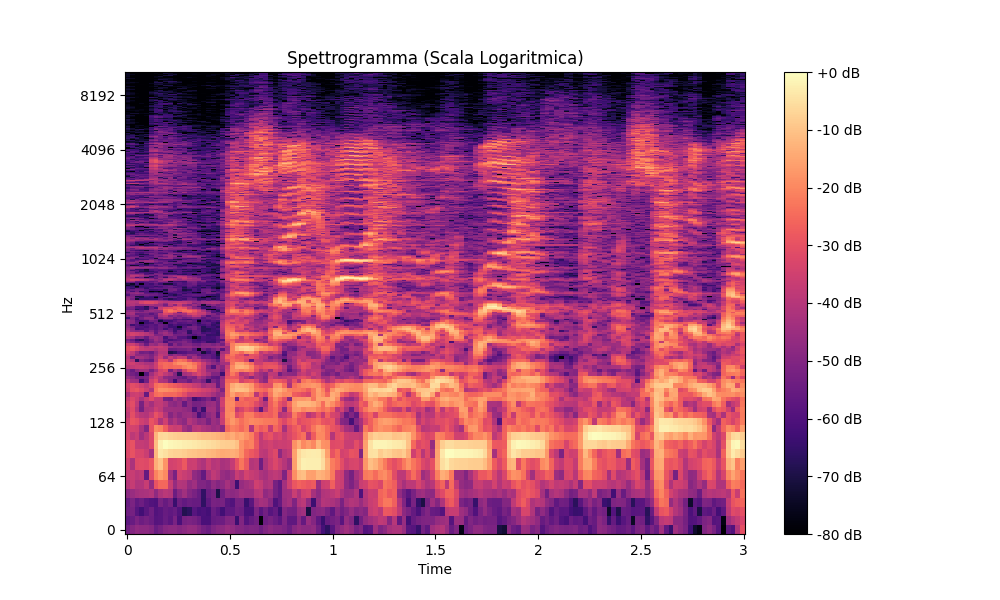 Spettrogramma (Scala Logaritmica)
Hz
8192
4096
2048
1024
512
256
128
64
0
0
0.5
1
1.5
2
2.5
3
Time
+0 dB
-10 dB
-20 dB
-30 dB
-40 dB
-50 dB
-60 dB
-70 dB
-80 dB